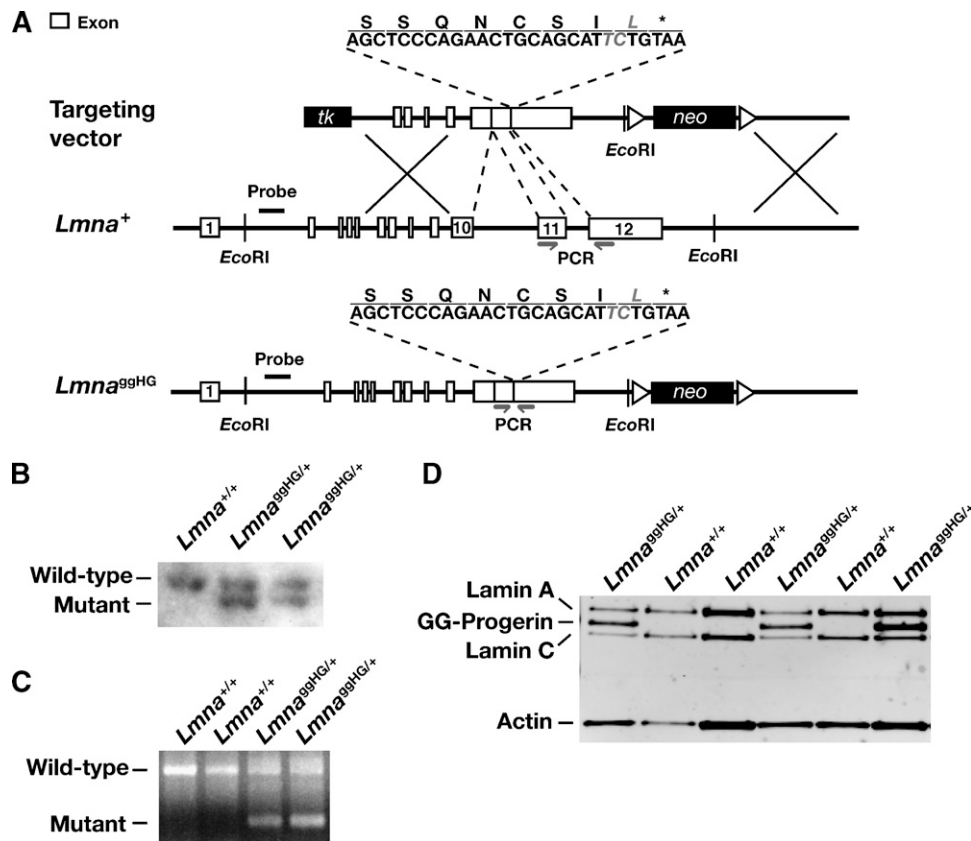 A
Exon
S S Q N C S I L *
AGCTCCCAGAACTGCAGCATTCTGTAA
Targeting
vector
tk
neo
EcoRI
Probe
Lmna+
1
10
11
12
EcoRI
PCR
EcoRI
S S Q N C S I L *
AGCTCCCAGAACTGCAGCATTCTGTAA
Probe
LmnaggHG
1
neo
EcoRI
PCR
EcoRI
B
Lmna+/+
LmnaggHG/+
LmnaggHG/+
Wild-type
Mutant
C
Lmna+/+
Lmna+/+
LmnaggHG/+
LmnaggHG/+
Wild-type
Mutant
D
LmnaggHG/+
Lmna+/+
Lmna+/+
LmnaggHG/+
Lmna+/+
LmnaggHG/+
Lamin A
GG-Progerin
Lamin C
Actin